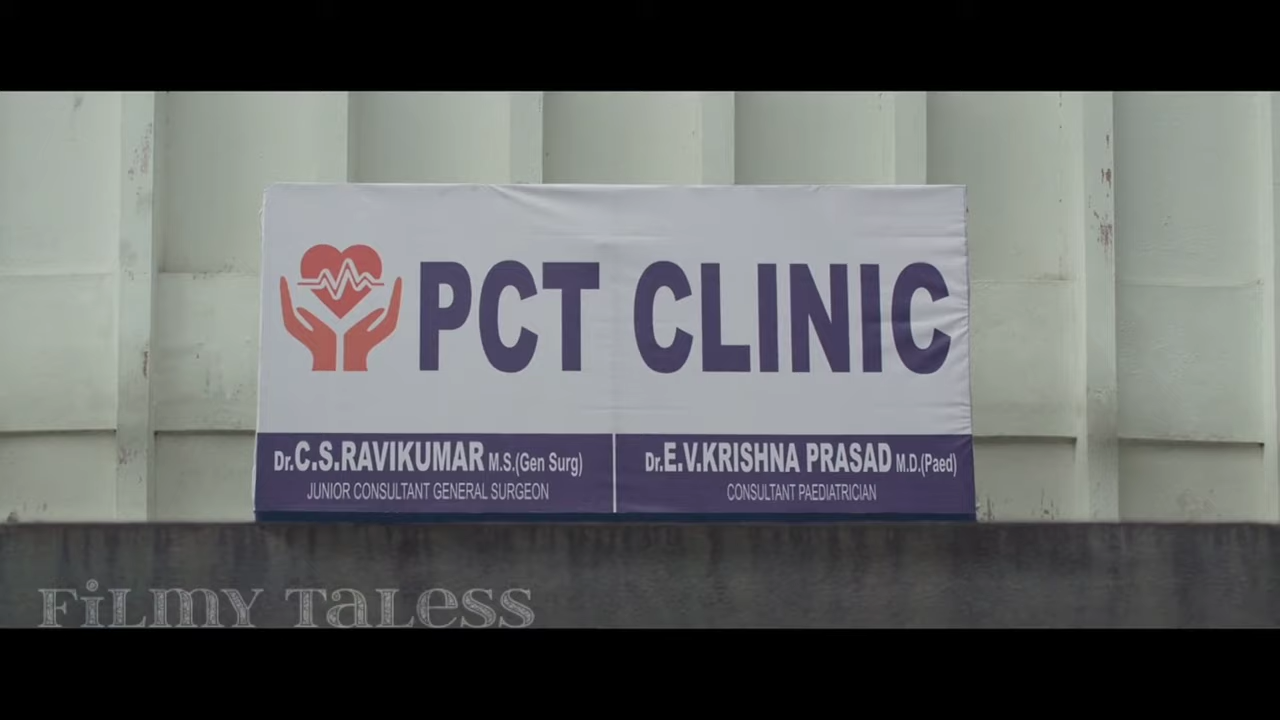 PCT CLINIC
Dr.C.S.RAVIKUMAR M.S.(Gen Surg)
JUNIOR CONSULTANT GENERAL SURGEON
Dr.E.V.KRISHNA PRASAD M.D.(Paed)
CONSULTANT PAEDIATRICIAN
FiLMY TaLESS